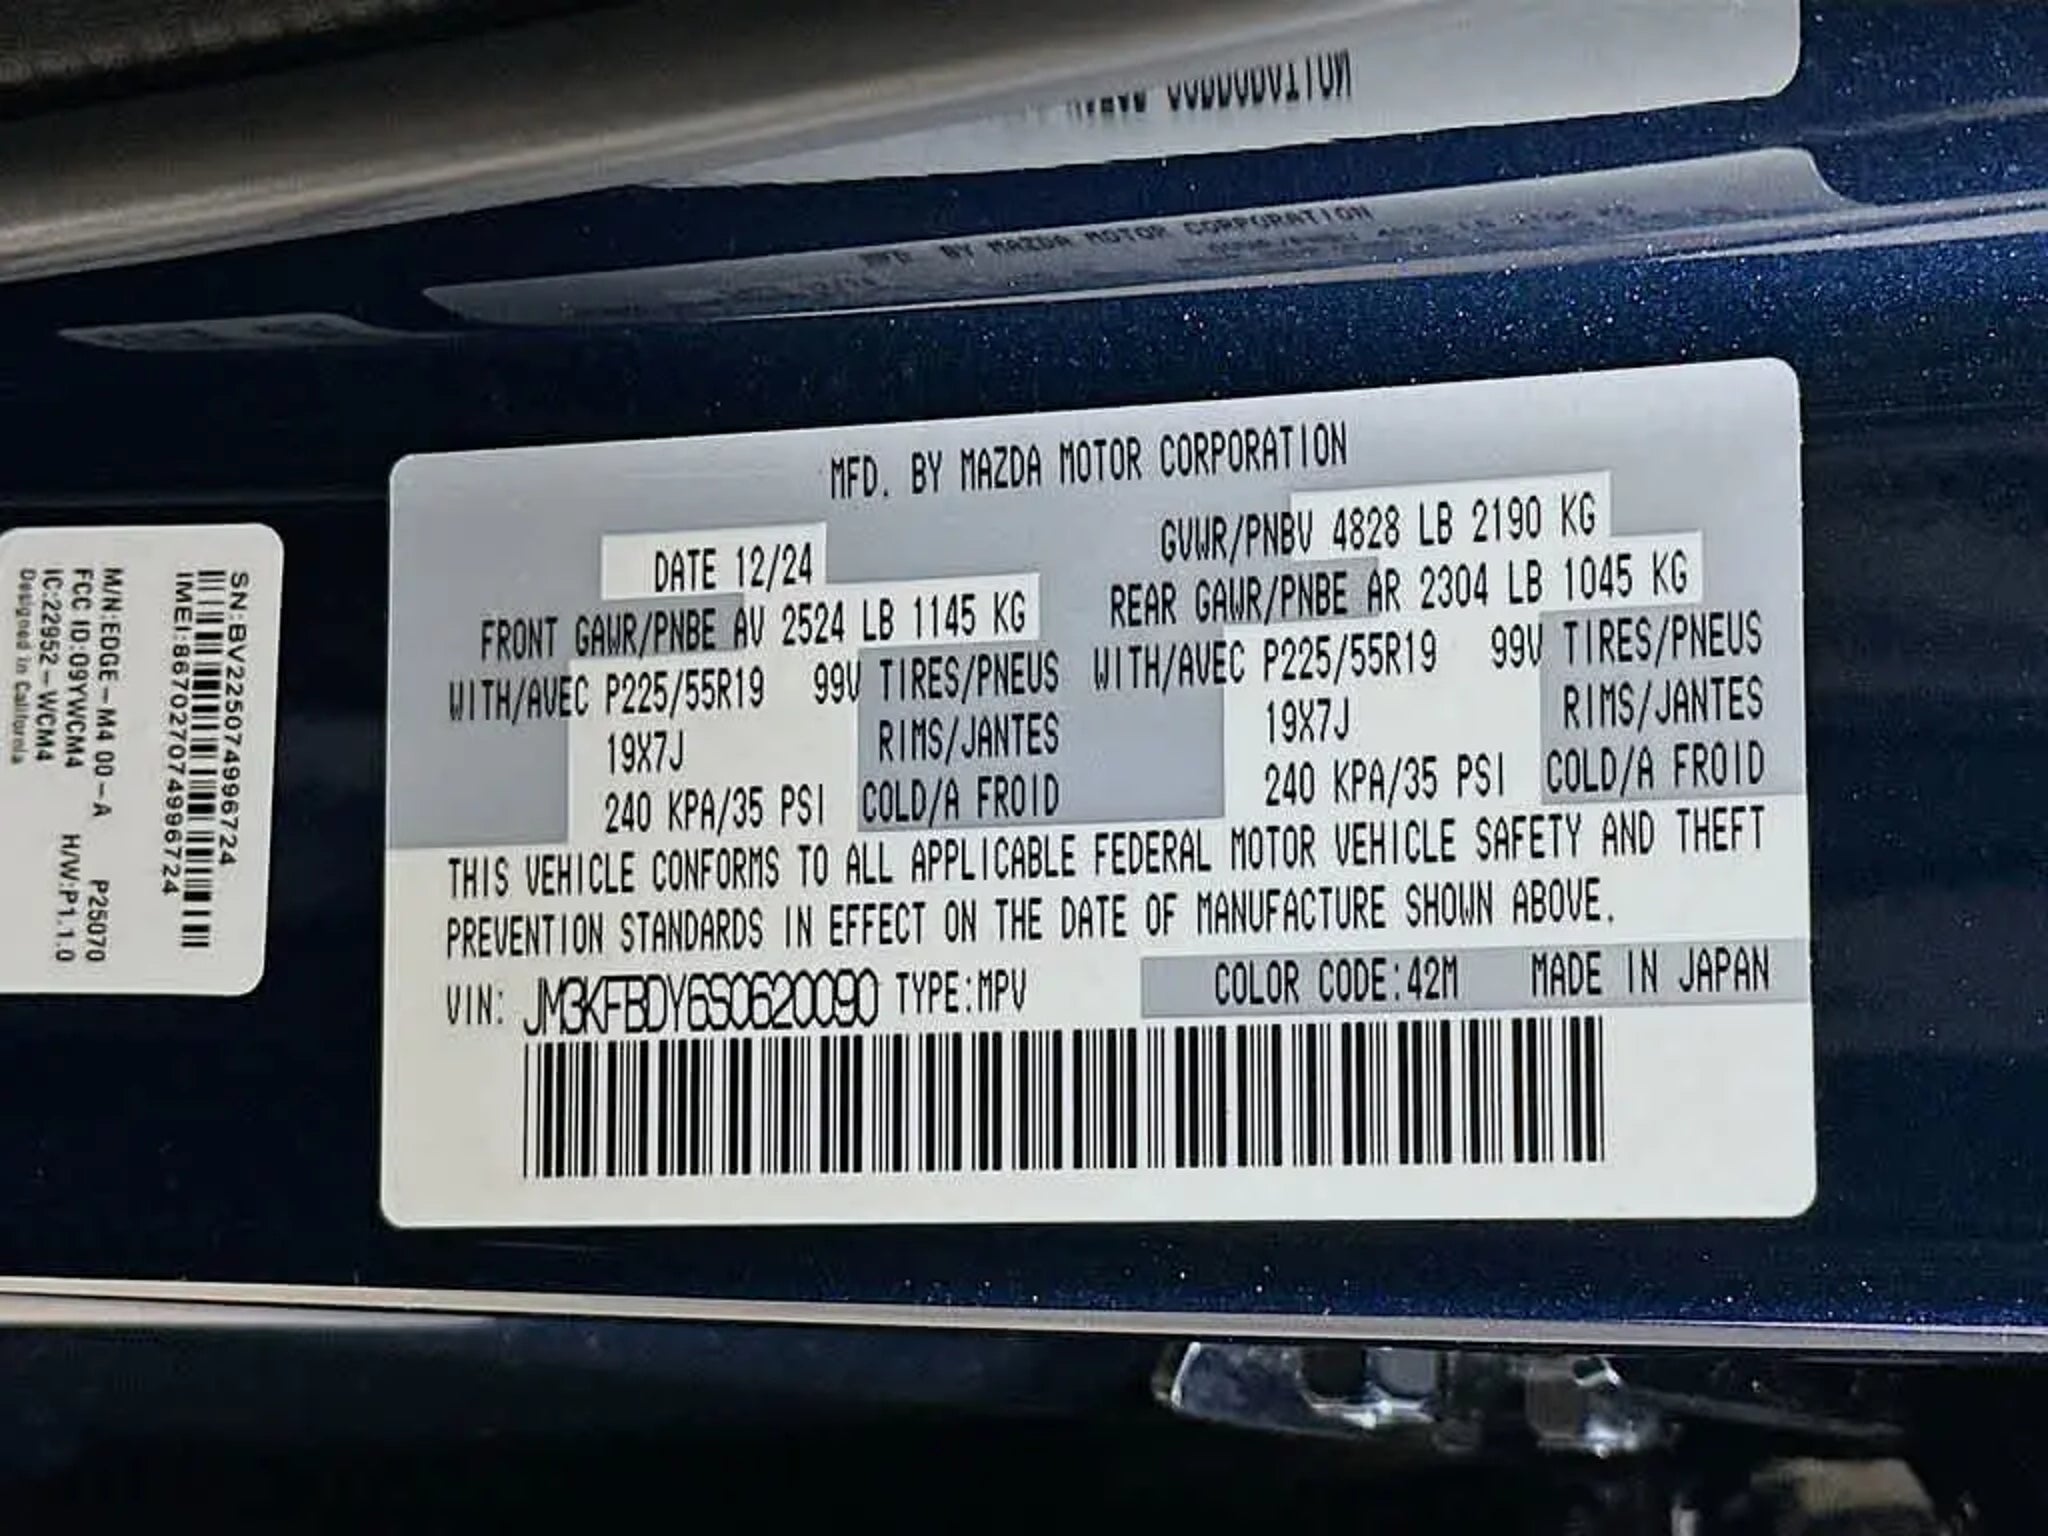 MFD. BY MAZDA MOTOR CORPORATION
MFD. BY MAZDA MOTOR CORPORATION
DATE 12/24
GVWR/PNBV 4828 LB 2190 KG
FRONT GAWR/PNBE AV 2524 LB 1145 KG
REAR GAWR/PNBE AR 2304 LB 1045 KG
WITH/AVEC P225/55R19 99V TIRES/PNEUS
WITH/AVEC P225/55R19 99V TIRES/PNEUS
19X7J RIMS/JANTES
19X7J RIMS/JANTES
240 KPA/35 PSI COLD/A FROID
240 KPA/35 PSI COLD/A FROID
THIS VEHICLE CONFORMS TO ALL APPLICABLE FEDERAL MOTOR VEHICLE SAFETY AND THEFT
PREVENTION STANDARDS IN EFFECT ON THE DATE OF MANUFACTURE SHOWN ABOVE.
VIN: JM3KFBDY6S0620090 TYPE:MPV COLOR CODE:42M MADE IN JAPAN
SN:BV225074996724
IMEI:867027074996724
M/N:EDGE-M4 00-A P25070
FCC ID:09YWCM4 H/W:P1.1.0
IC:22952-WCM4
Designed in California